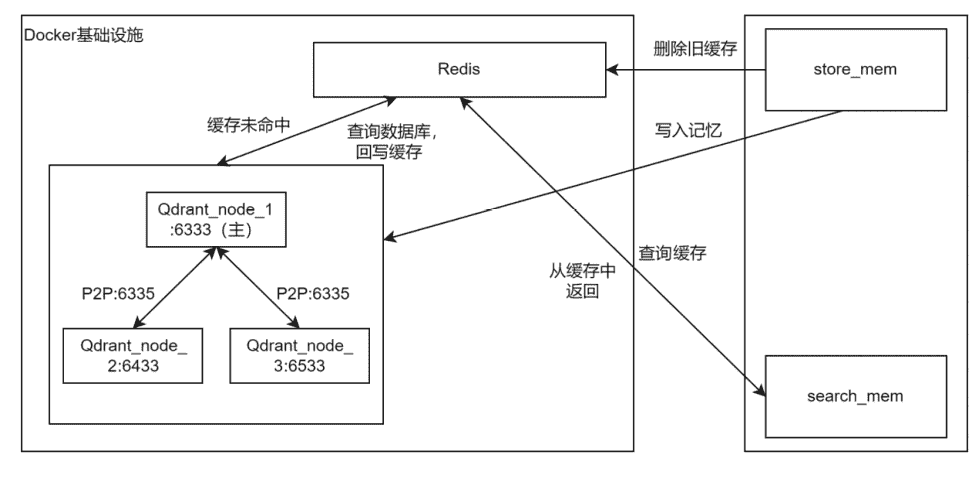 Docker基础设施
Redis
删除旧缓存
store_mem
缓存未命中
查询数据库，
回写缓存
写入记忆
Qdrant_node_1
:6333（主）
P2P:6335
P2P:6335
Qdrant_node_
2:6433
Qdrant_node_
3:6533
从缓存中
返回
查询缓存
search_mem